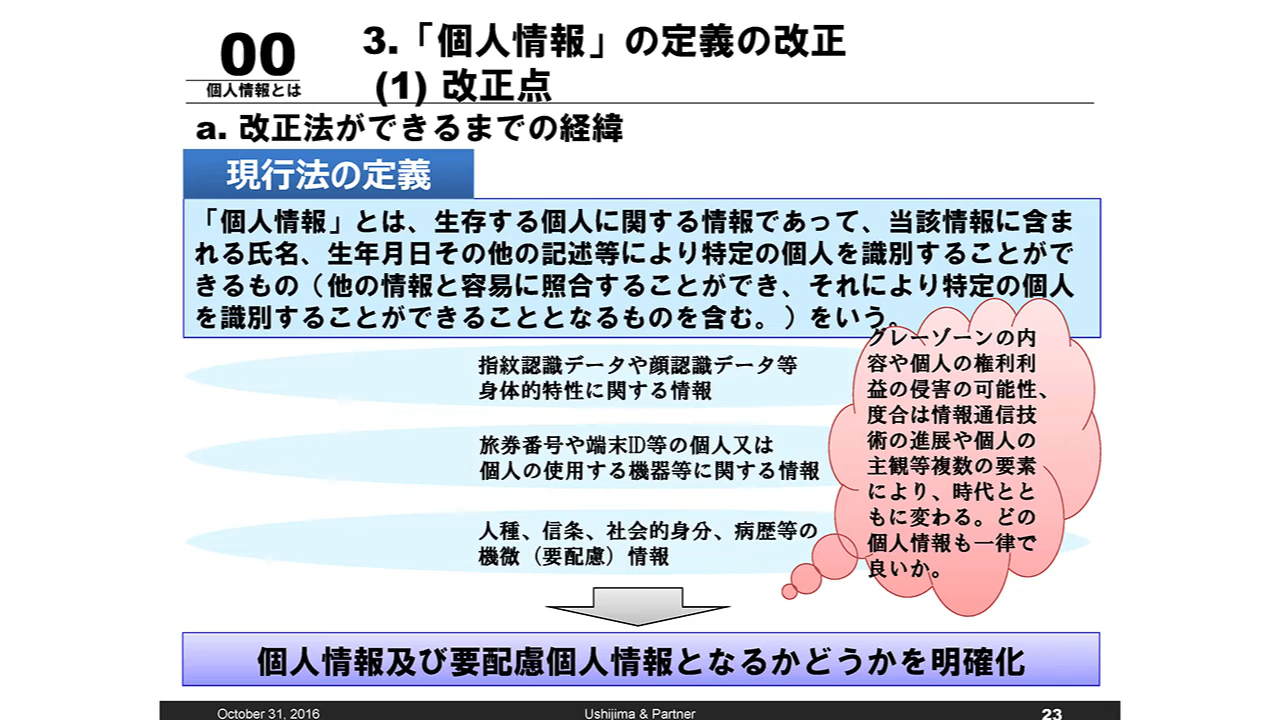 00
個人情報とは
3.「個人情報」の定義の改正
(1) 改正点
a. 改正法ができるまでの経緯
現行法の定義
「個人情報」とは、生存する個人に関する情報であって、当該情報に含ま
れる氏名、生年月日その他の記述等により特定の個人を識別することがで
きるもの（他の情報と容易に照合することができ、それにより特定の個人
を識別することができることとなるものを含む。）をいう。
指紋認識データや顔認識データ等
身体的特性に関する情報
旅券番号や端末ID等の個人又は
個人の使用する機器等に関する情報
人種、信条、社会的身分、病歴等の
機微（要配慮）情報
グレーゾーンの内
容や個人の権利利
益の侵害の可能性、
度合は情報通信技
術の進展や個人の
主観等複数の要素
により、時代とと
もに変わる。どの
個人情報も一律で
良いか。
個人情報及び要配慮個人情報となるかどうかを明確化
October 31, 2016
Ushijima & Partner
23